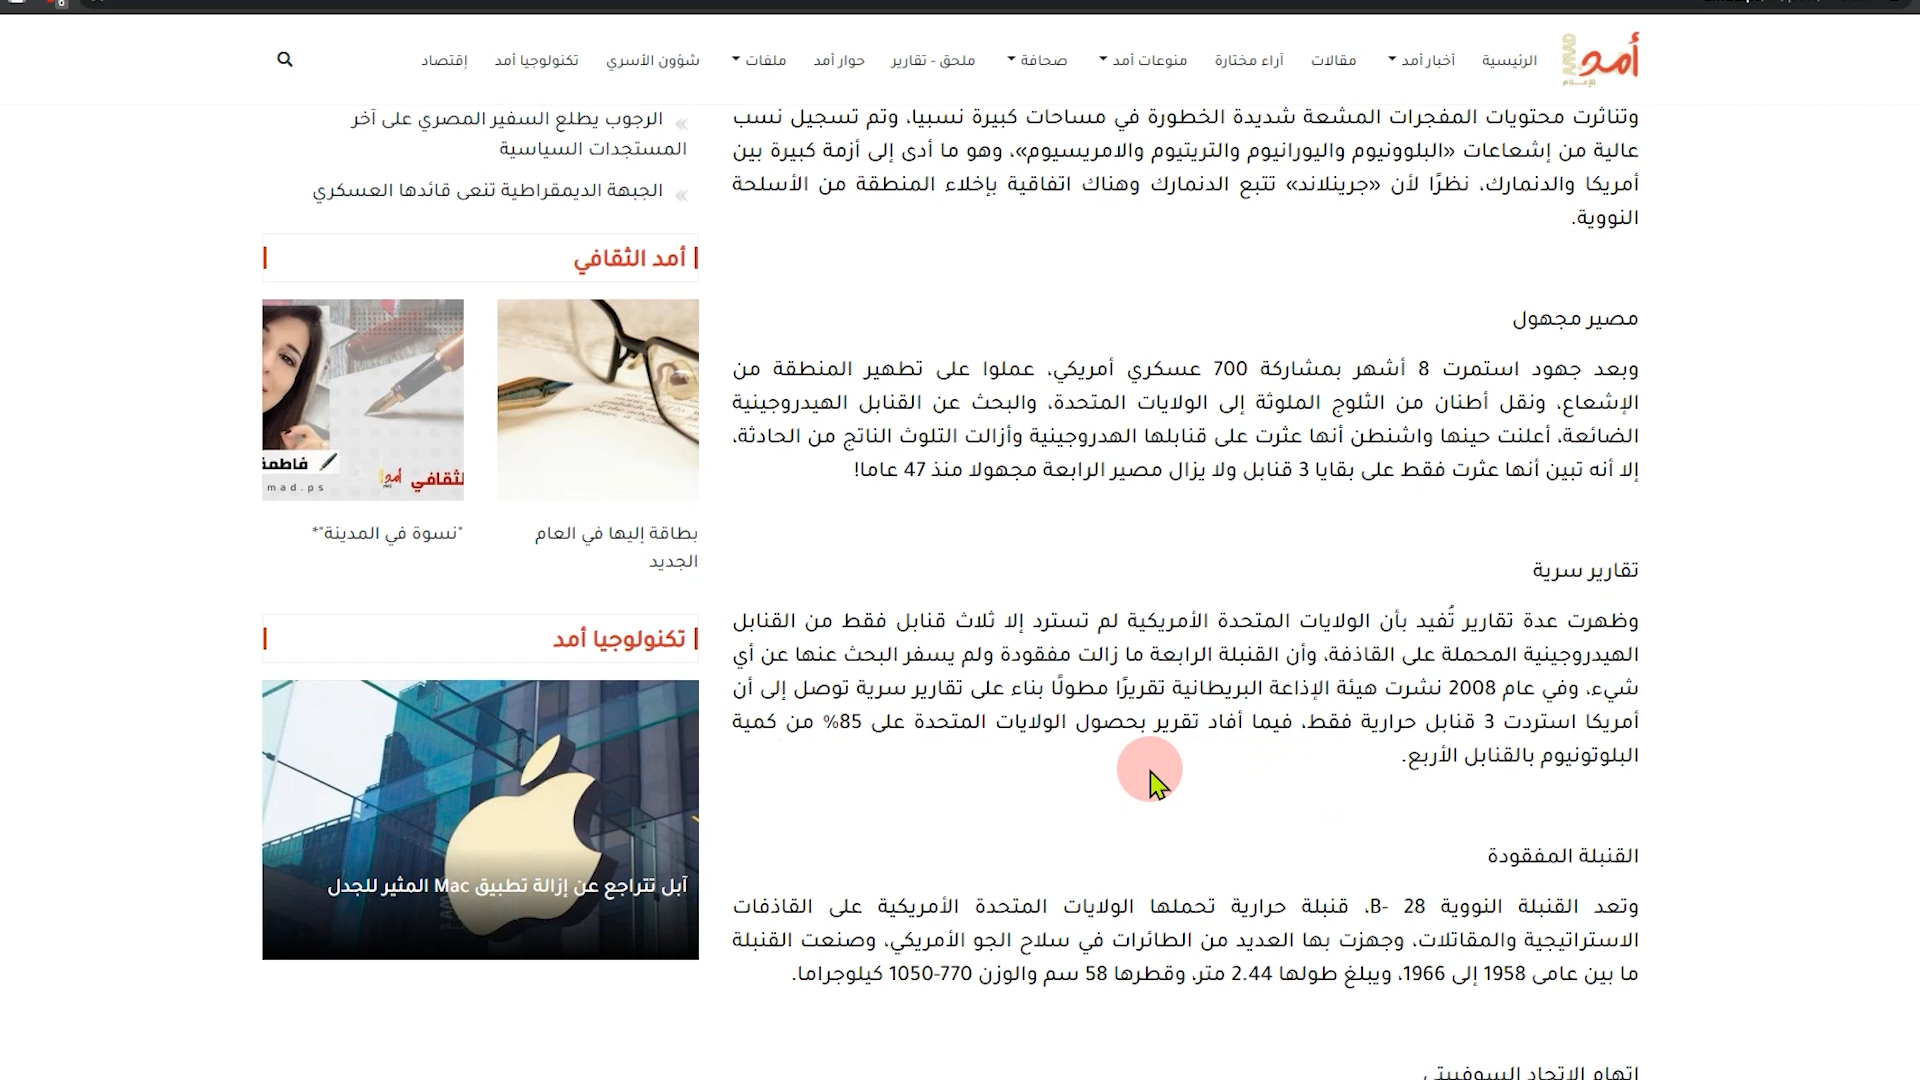 أمد
AMAD
للإعلام
الرئيسية
أخبار أمد
مقالات
آراء مختارة
منوعات أمد
صحافة
ملحق - تقارير
حوار أمد
ملفات
شؤون الأسري
تكنولوجيا أمد
إقتصاد
وتناثرت محتويات المفجرات المشعة شديدة الخطورة في مساحات كبيرة نسبيا، وتم تسجيل نسب
عالية من إشعاعات «البلوونيوم واليورانيوم والتريتيوم والامريسيوم»، وهو ما أدى إلى أزمة كبيرة بين
أمريكا والدنمارك، نظرًا لأن «جرينلاند» تتبع الدنمارك وهناك اتفاقية بإخلاء المنطقة من الأسلحة
النووية.
مصير مجهول
وبعد جهود استمرت 8 أشهر بمشاركة 700 عسكري أمريكي، عملوا على تطهير المنطقة من
الإشعاع، ونقل أطنان من الثلوج الملوثة إلى الولايات المتحدة، والبحث عن القنابل الهيدروجينية
الضائعة، أعلنت حينها واشنطن أنها عثرت على قنابلها الهدروجينية وأزالت التلوث الناتج من الحادثة،
إلا أنه تبين أنها عثرت فقط على بقايا 3 قنابل ولا يزال مصير الرابعة مجهولا منذ 47 عاما!
تقارير سرية
وظهرت عدة تقارير تُفيد بأن الولايات المتحدة الأمريكية لم تسترد إلا ثلاث قنابل فقط من القنابل
الهيدروجينية المحملة على القاذفة، وأن القنبلة الرابعة ما زالت مفقودة ولم يسفر البحث عنها عن أي
شيء، وفي عام 2008 نشرت هيئة الإذاعة البريطانية تقريرًا مطولًا بناء على تقارير سرية توصل إلى أن
أمريكا استردت 3 قنابل حرارية فقط، فيما أفاد تقرير بحصول الولايات المتحدة على 85% من كمية
البلوتونيوم بالقنابل الأربع.
القنبلة المفقودة
وتعد القنبلة النووية B- 28، قنبلة حرارية تحملها الولايات المتحدة الأمريكية على القاذفات
الاستراتيجية والمقاتلات، وجهزت بها العديد من الطائرات في سلاح الجو الأمريكي، وصنعت القنبلة
ما بين عامى 1958 إلى 1966، ويبلغ طولها 2.44 متر، وقطرها 58 سم والوزن 770-1050 كيلوجراما.
اتهام الاتحاد السوفييتي
الرجوب يطلع السفير المصري على آخر
المستجدات السياسية
الجبهة الديمقراطية تنعى قائدها العسكري
أمد الثقافي
فاطمة
mad.ps
بطاقة إليها في العام
الجديد
"نسوة في المدينة"*
تكنولوجيا أمد
آبل تتراجع عن إزالة تطبيق Mac المثير للجدل